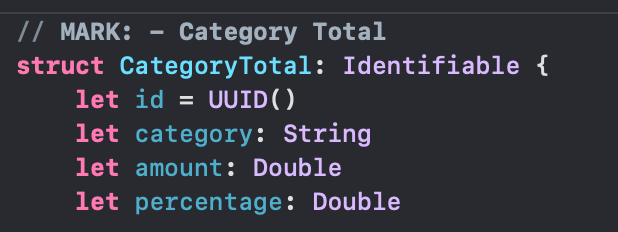 // MARK: - Category Total
struct CategoryTotal: Identifiable {
    let id = UUID()
    let category: String
    let amount: Double
    let percentage: Double